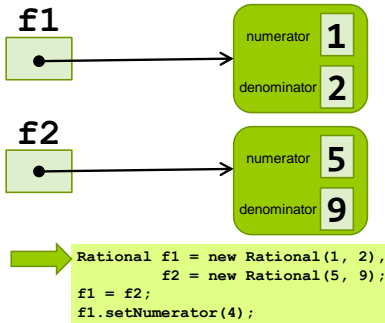 f1
numerator 1
denominator 2
f2
numerator 5
denominator 9
Rational f1 = new Rational(1, 2),
f2 = new Rational(5, 9);
f1 = f2;
f1.setNumerator(4);